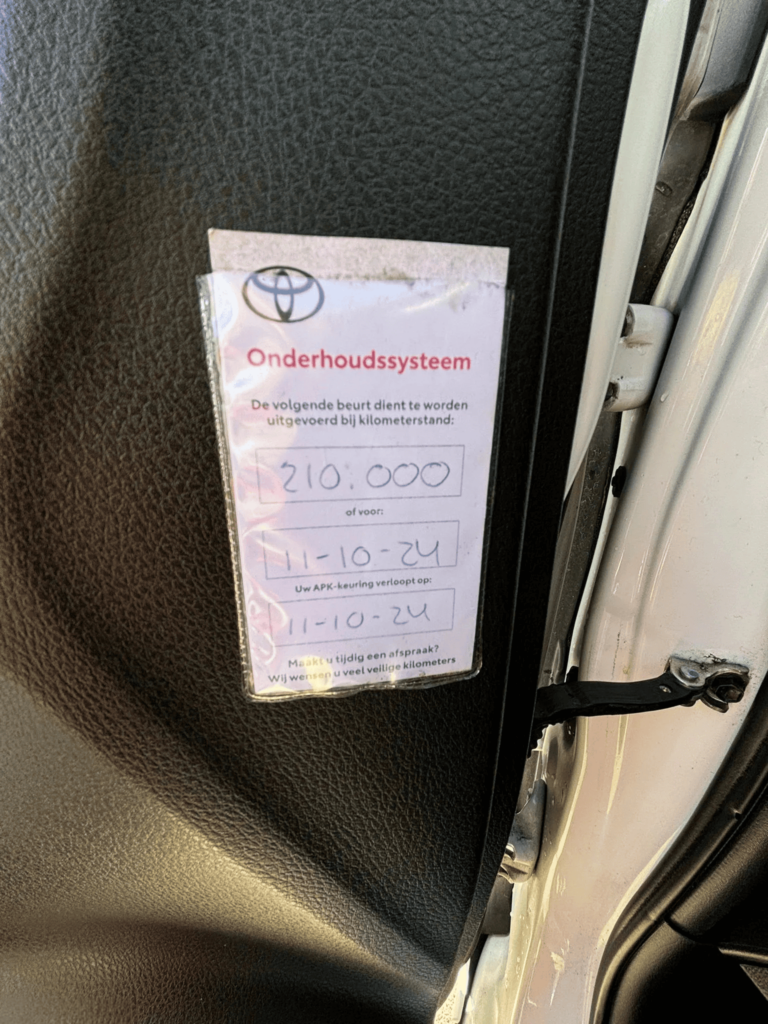 Onderhoudssysteem
De volgende beurt dient te worden
uitgevoerd bij kilometerstand:
210.000
of voor:
11-10-24
Uw APK-keuring verloopt op:
11-10-24
Maakt u tijdig een afspraak?
Wij wensen u veel veilige kilometers